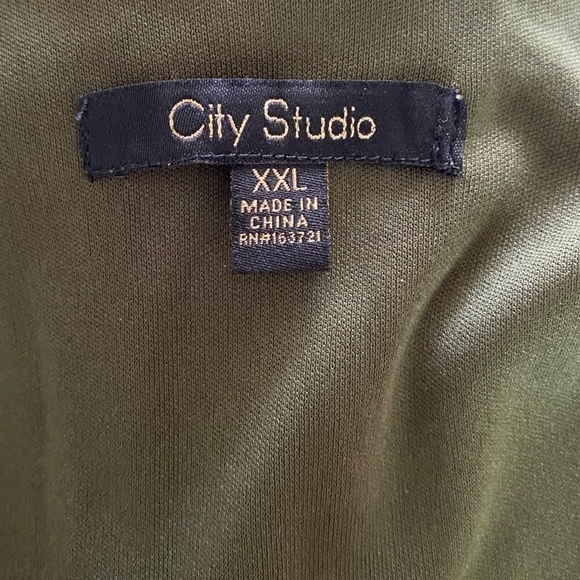 City Studio
XXL
MADE IN
CHINA
RN#163721